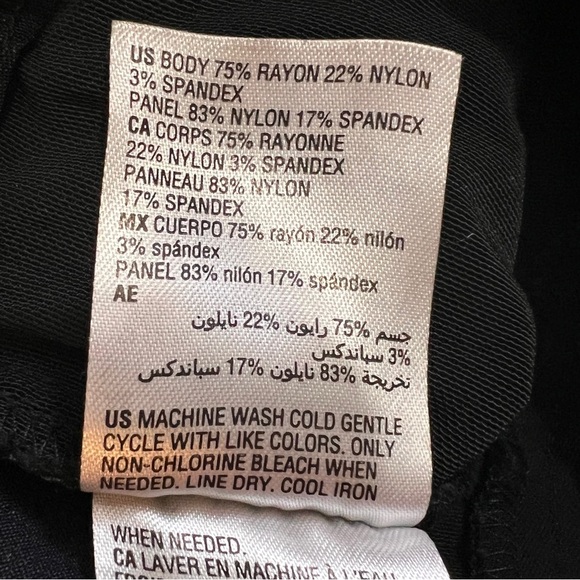 US BODY 75% RAYON 22% NYLON
3% SPANDEX
PANEL 83% NYLON 17% SPANDEX
CA CORPS 75% RAYONNE
22% NYLON 3% SPANDEX
PANNEAU 83% NYLON
17% SPANDEX
MX CUERPO 75% rayón 22% nilón
3% spándex
PANEL 83% nilón 17% spándex
AE
جسم 75% رايون 22% نايلون
3% سباندكس
تخريجة 83% نايلون 17% سباندكس
US MACHINE WASH COLD GENTLE
CYCLE WITH LIKE COLORS. ONLY
NON-CHLORINE BLEACH WHEN
NEEDED. LINE DRY. COOL IRON
WHEN NEEDED.
CA LAVER EN MACHINE À L'EAU